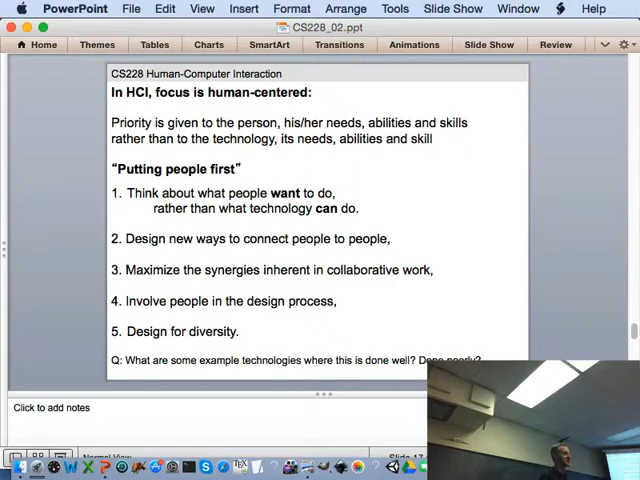 PowerPoint File Edit View Insert Format Arrange Tools Slide Show Window Help
CS228_02.ppt
Home Themes Tables Charts SmartArt Transitions Animations Slide Show Review
CS228 Human-Computer Interaction
In HCI, focus is human-centered:
Priority is given to the person, his/her needs, abilities and skills
rather than to the technology, its needs, abilities and skill
“Putting people first”
1. Think about what people want to do,
rather than what technology can do.
2. Design new ways to connect people to people,
3. Maximize the synergies inherent in collaborative work,
4. Involve people in the design process,
5. Design for diversity.
Q: What are some example technologies where this is done well? Done poorly?
Click to add notes
Normal View Slide 17